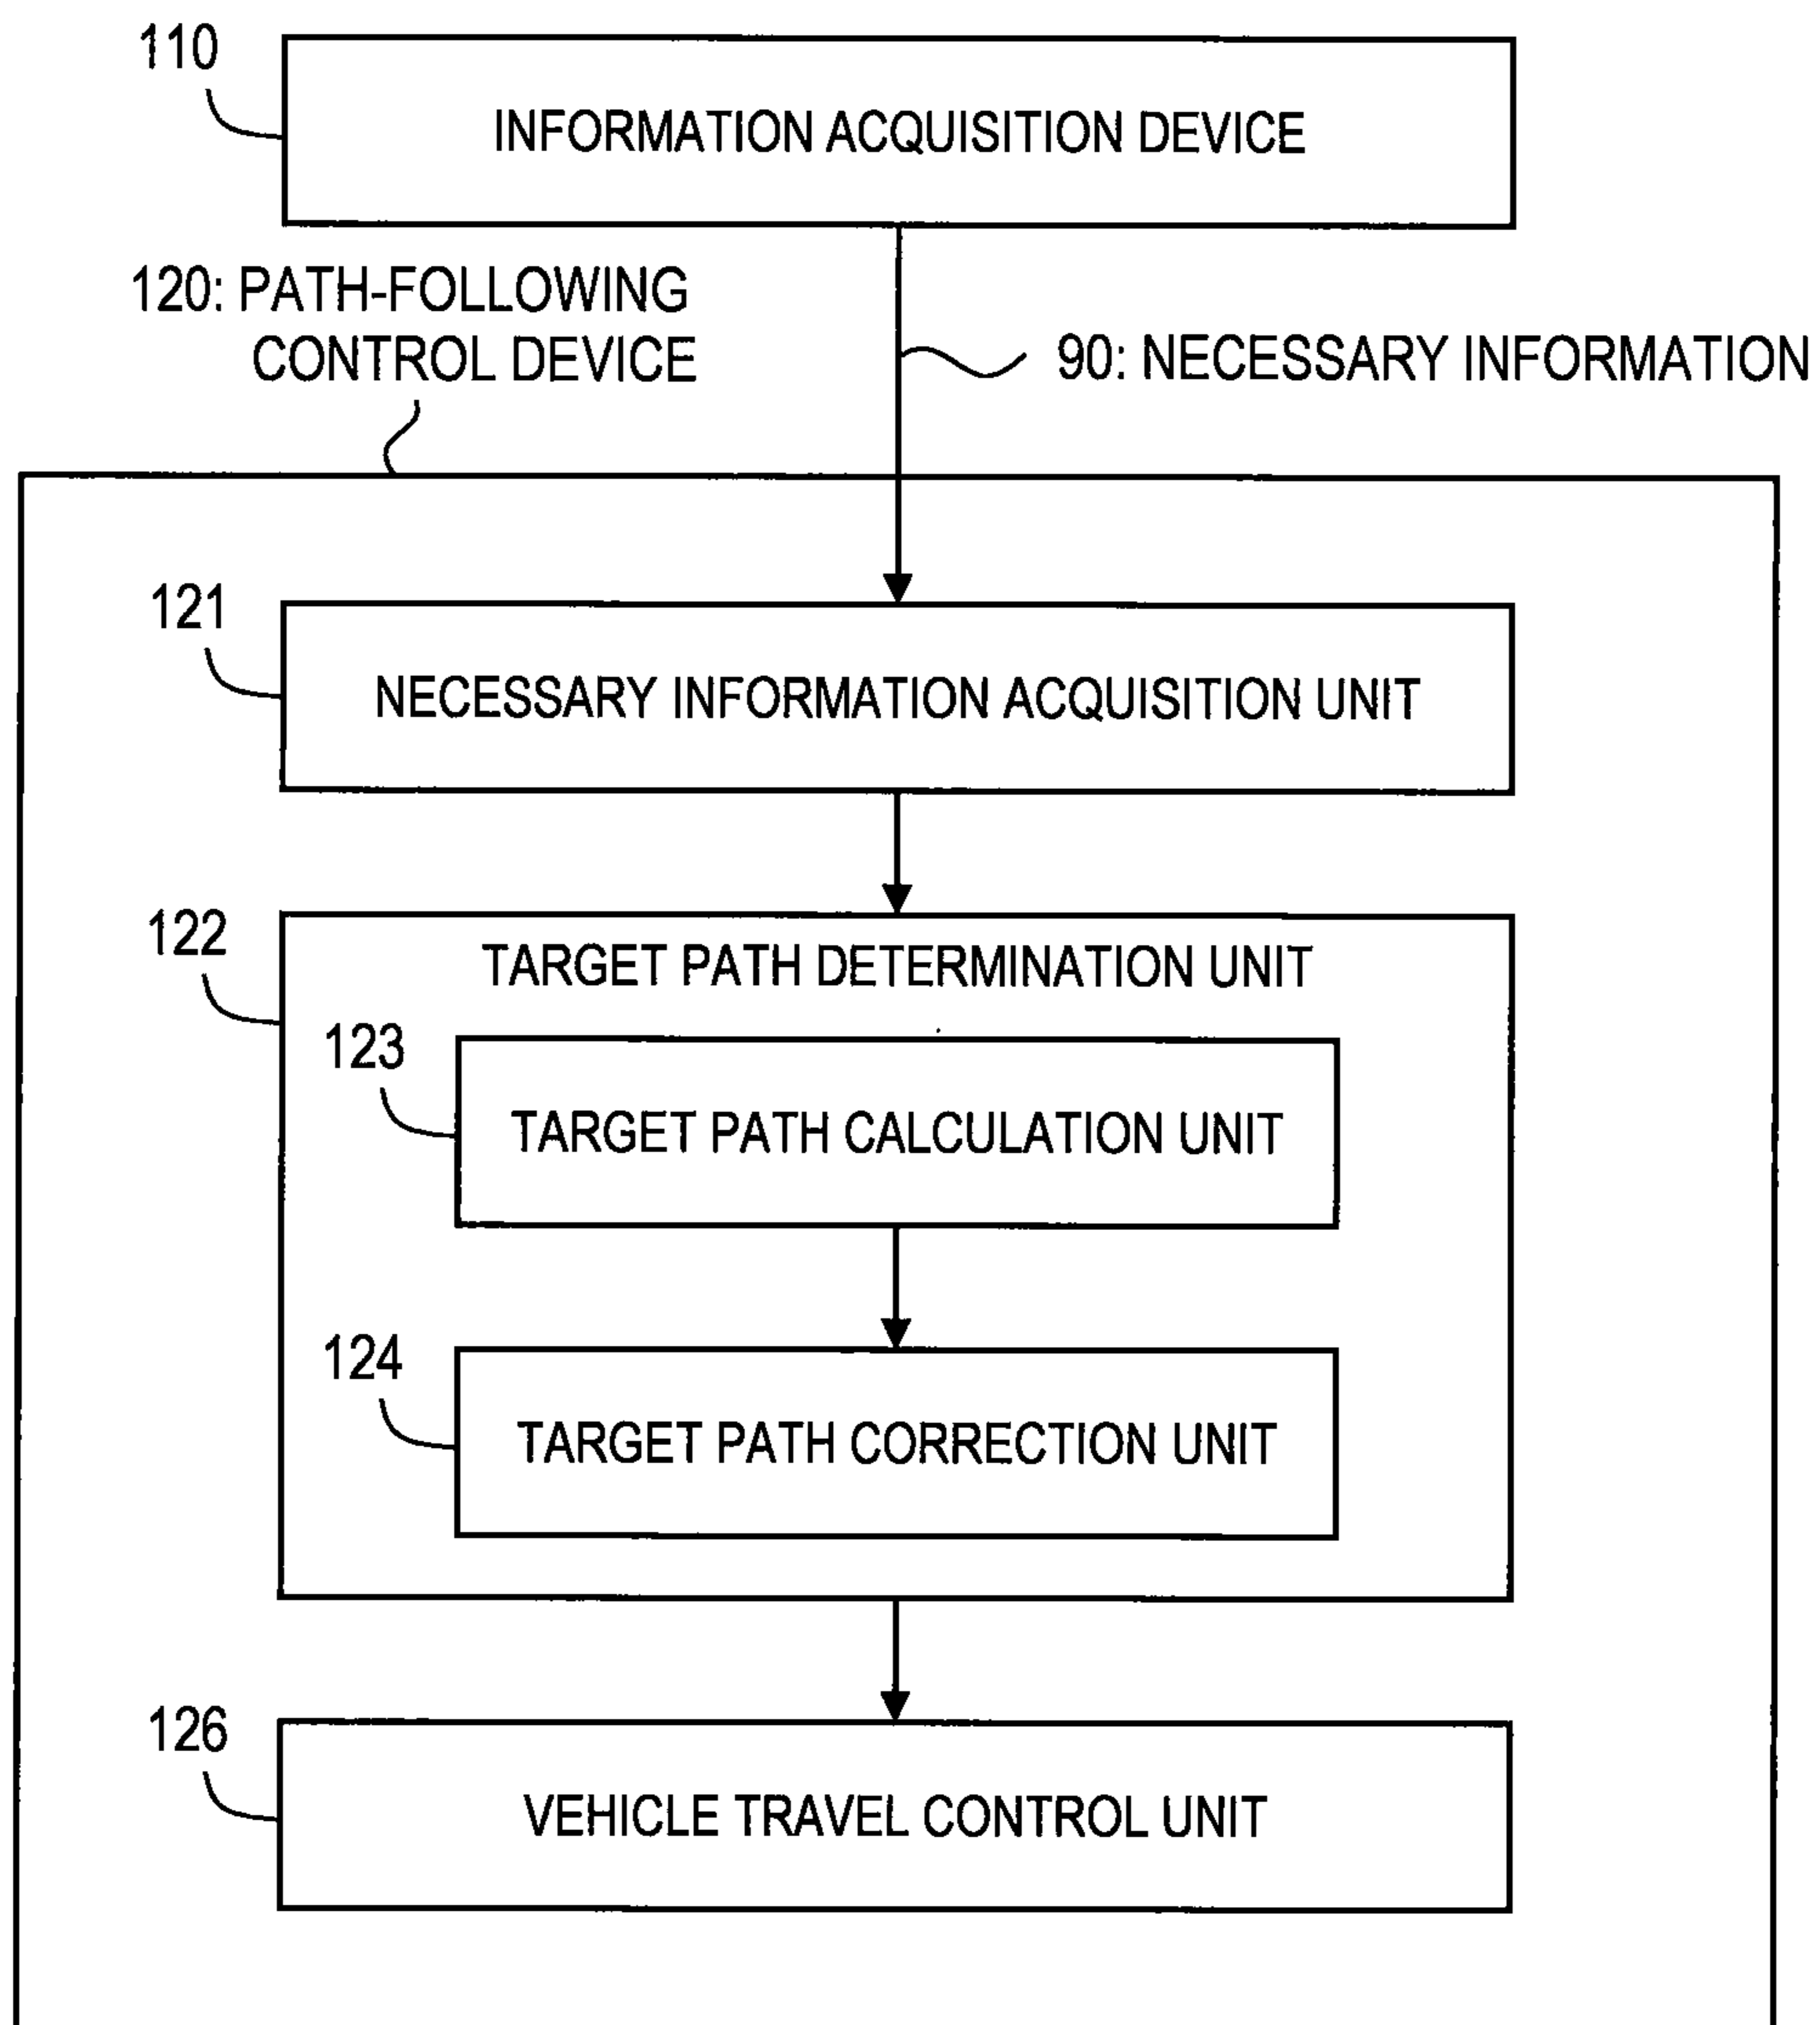 110
INFORMATION ACQUISITION DEVICE
120: PATH-FOLLOWING
CONTROL DEVICE
90: NECESSARY INFORMATION
121
NECESSARY INFORMATION ACQUISITION UNIT
122
TARGET PATH DETERMINATION UNIT
123
TARGET PATH CALCULATION UNIT
124
TARGET PATH CORRECTION UNIT
126
VEHICLE TRAVEL CONTROL UNIT